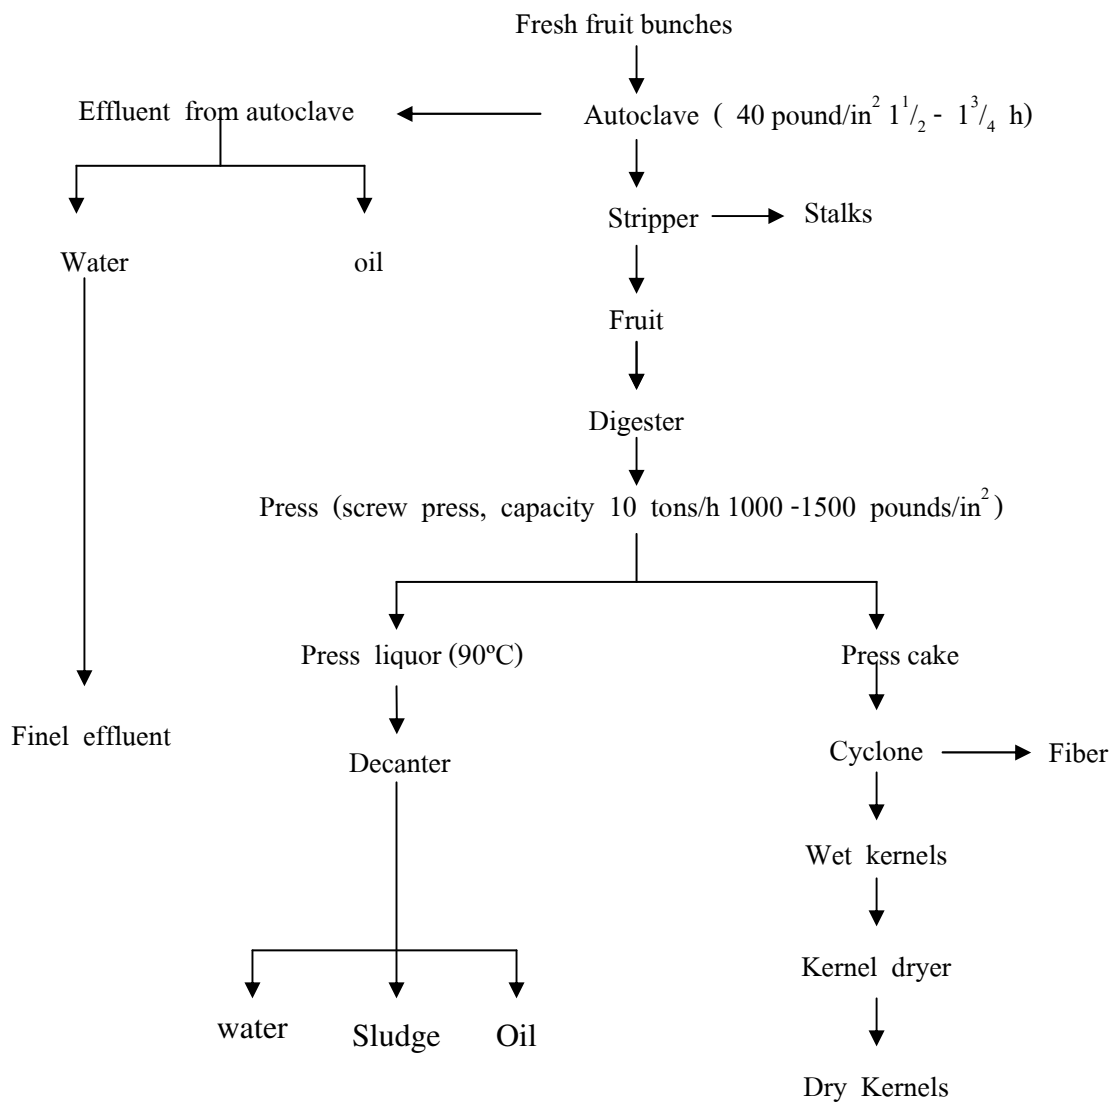 Fresh fruit bunches
Effluent from autoclave
Autoclave ( 40 pound/in² 1¹/₂ - 1³/₄ h)
Stripper
Stalks
Water
oil
Fruit
Digester
Press (screw press, capacity 10 tons/h 1000 -1500 pounds/in²)
Press liquor (90ºC)
Press cake
Finel effluent
Decanter
Cyclone
Fiber
Wet kernels
Kernel dryer
water
Sludge
Oil
Dry Kernels